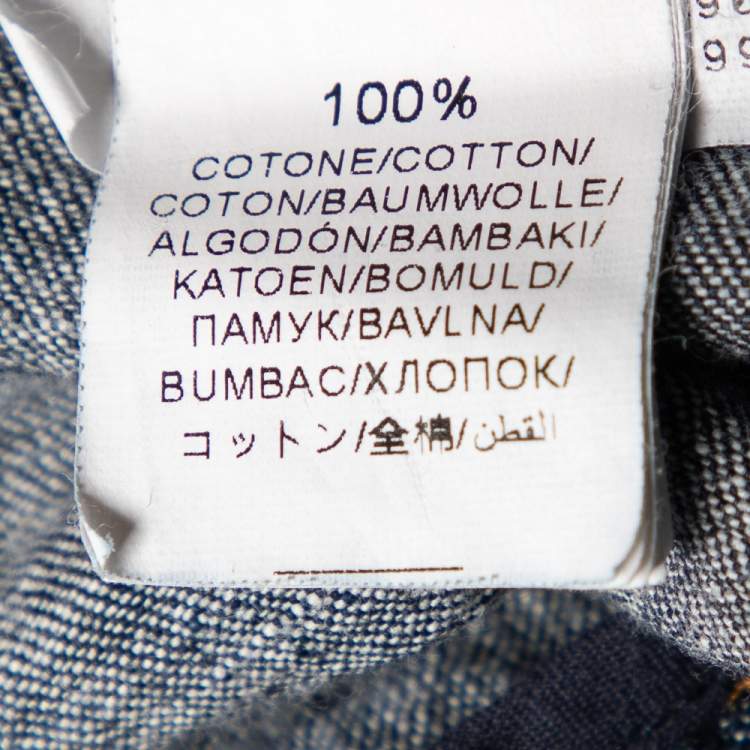 100%
COTONE/COTTON/
COTON/BAUMWOLLE/
ALGODÓN/BAMBAKI/
KATOEN/BOMULD/
ПАМУК/BAVLNA/
BUMBAC/ХЛОПОК/
コットン/全棉/القطن